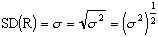 SD(R) = σ = √σ² = (σ²)^½